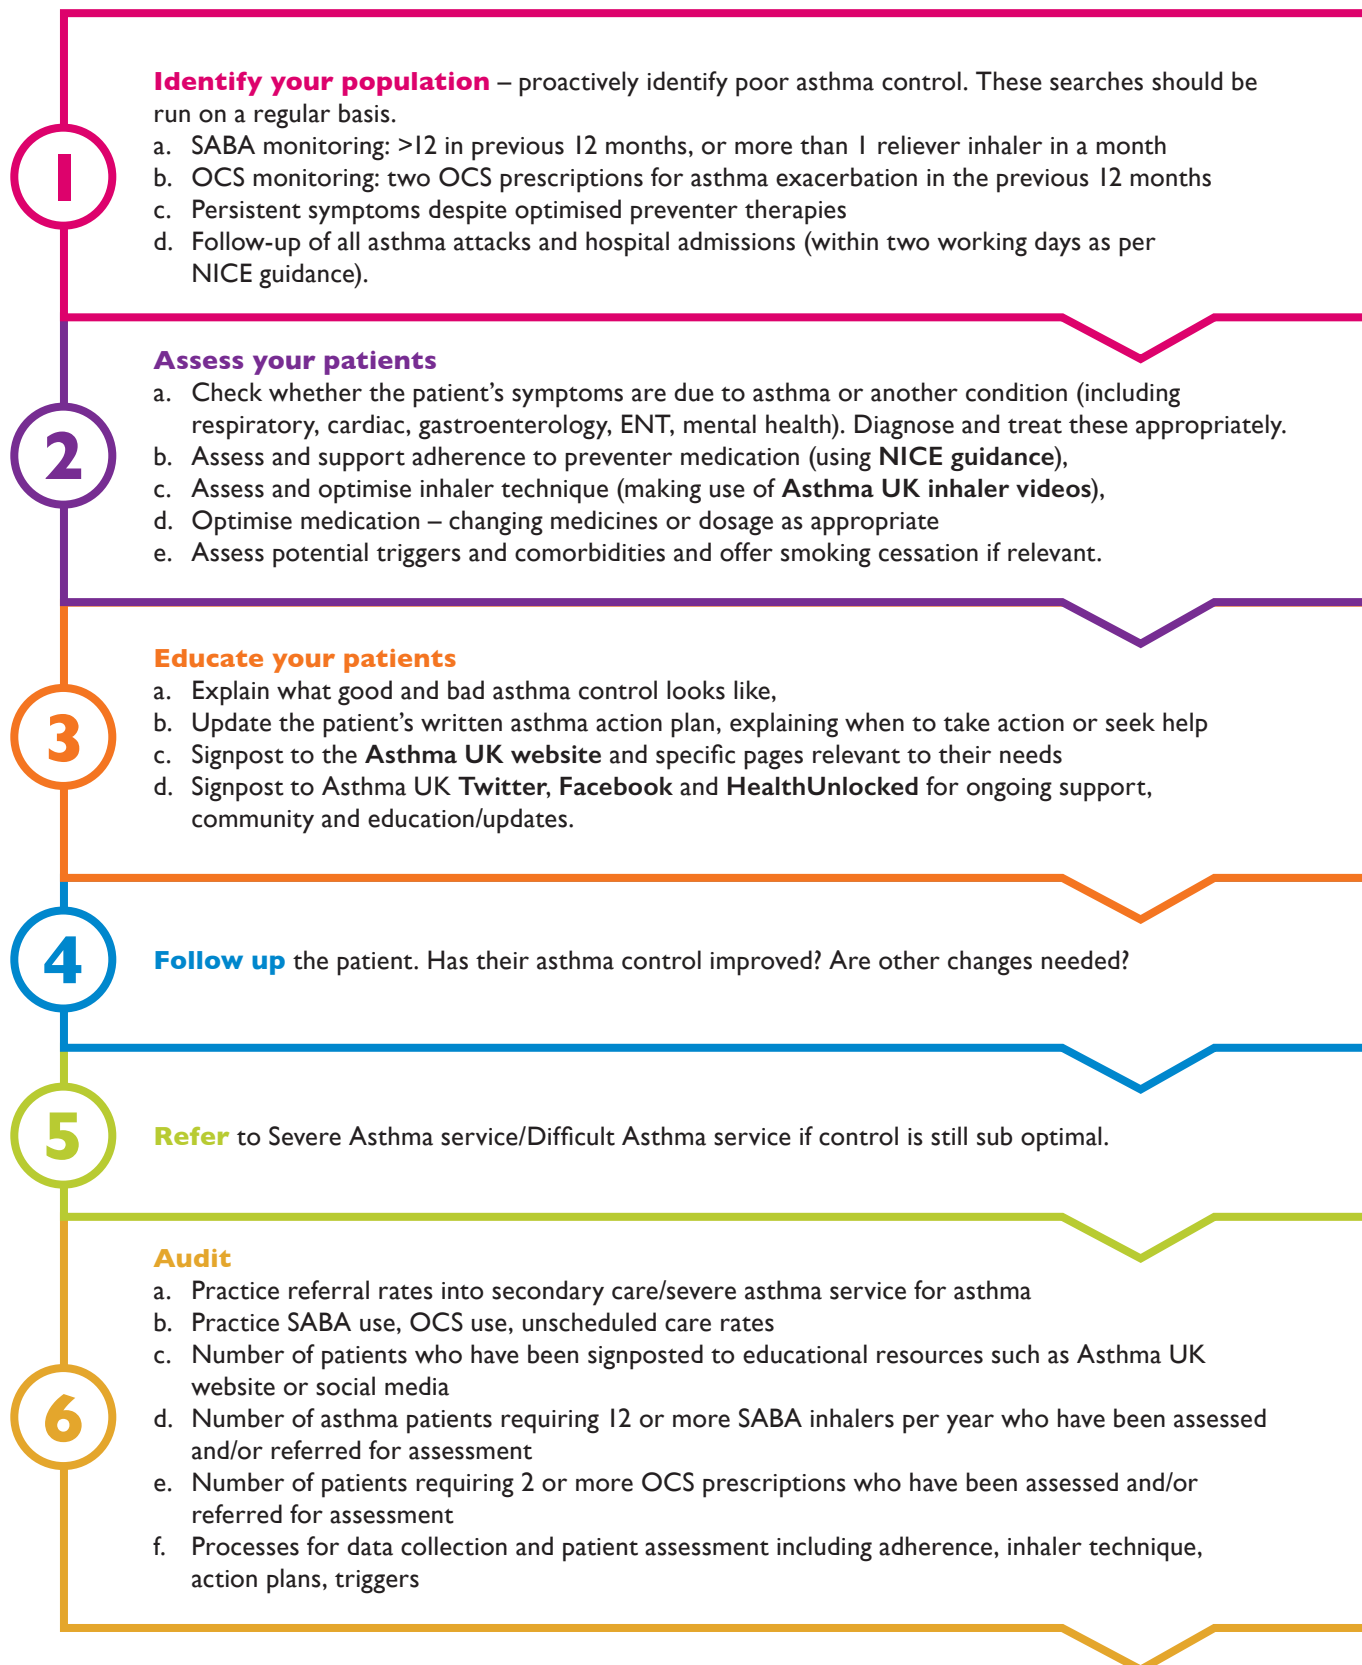 1
Identify your population – proactively identify poor asthma control. These searches should be
run on a regular basis.
a. SABA monitoring: >12 in previous 12 months, or more than 1 reliever inhaler in a month
b. OCS monitoring: two OCS prescriptions for asthma exacerbation in the previous 12 months
c. Persistent symptoms despite optimised preventer therapies
d. Follow-up of all asthma attacks and hospital admissions (within two working days as per
NICE guidance).
2
Assess your patients
a. Check whether the patient's symptoms are due to asthma or another condition (including
respiratory, cardiac, gastroenterology, ENT, mental health). Diagnose and treat these appropriately.
b. Assess and support adherence to preventer medication (using NICE guidance),
c. Assess and optimise inhaler technique (making use of Asthma UK inhaler videos),
d. Optimise medication – changing medicines or dosage as appropriate
e. Assess potential triggers and comorbidities and offer smoking cessation if relevant.
3
Educate your patients
a. Explain what good and bad asthma control looks like,
b. Update the patient's written asthma action plan, explaining when to take action or seek help
c. Signpost to the Asthma UK website and specific pages relevant to their needs
d. Signpost to Asthma UK Twitter, Facebook and HealthUnlocked for ongoing support,
community and education/updates.
4
Follow up the patient. Has their asthma control improved? Are other changes needed?
5
Refer to Severe Asthma service/Difficult Asthma service if control is still sub optimal.
6
Audit
a. Practice referral rates into secondary care/severe asthma service for asthma
b. Practice SABA use, OCS use, unscheduled care rates
c. Number of patients who have been signposted to educational resources such as Asthma UK
website or social media
d. Number of asthma patients requiring 12 or more SABA inhalers per year who have been assessed
and/or referred for assessment
e. Number of patients requiring 2 or more OCS prescriptions who have been assessed and/or
referred for assessment
f. Processes for data collection and patient assessment including adherence, inhaler technique,
action plans, triggers